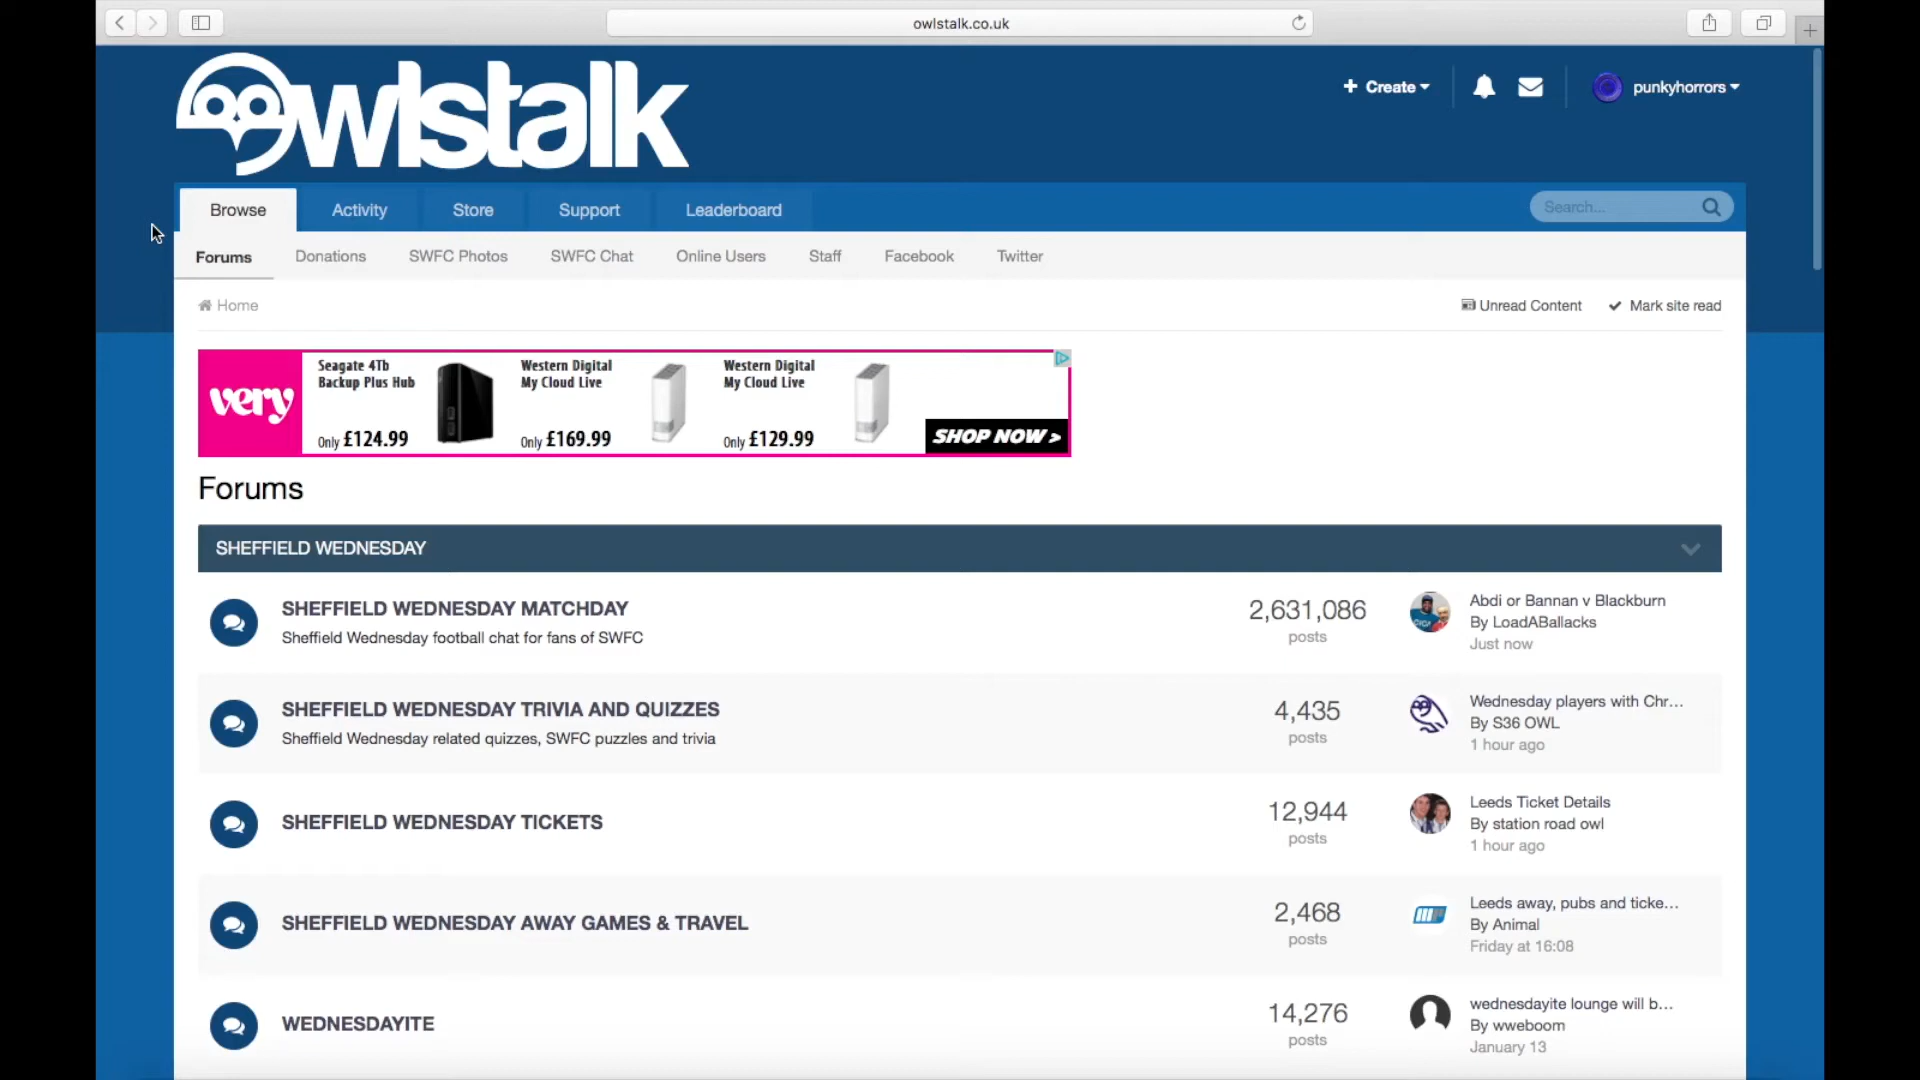 owlstalk.co.uk
owlstalk
+ Create
punkyhorrors
Browse
Activity
Store
Support
Leaderboard
Search...
Forums
Donations
SWFC Photos
SWFC Chat
Online Users
Staff
Facebook
Twitter
Home
Unread Content
Mark site read
very
Seagate 4Tb
Backup Plus Hub
Only £124.99
Western Digital
My Cloud Live
Only £169.99
Western Digital
My Cloud Live
Only £129.99
SHOP NOW >
Forums
SHEFFIELD WEDNESDAY
SHEFFIELD WEDNESDAY MATCHDAY
Sheffield Wednesday football chat for fans of SWFC
2,631,086
posts
Abdi or Bannan v Blackburn
By LoadABallacks
Just now
SHEFFIELD WEDNESDAY TRIVIA AND QUIZZES
Sheffield Wednesday related quizzes, SWFC puzzles and trivia
4,435
posts
Wednesday players with Chr...
By S36 OWL
1 hour ago
SHEFFIELD WEDNESDAY TICKETS
12,944
posts
Leeds Ticket Details
By station road owl
1 hour ago
SHEFFIELD WEDNESDAY AWAY GAMES & TRAVEL
2,468
posts
Leeds away, pubs and ticke...
By Animal
Friday at 16:08
WEDNESDAYITE
14,276
posts
wednesdayite lounge will b...
By wweboom
January 13